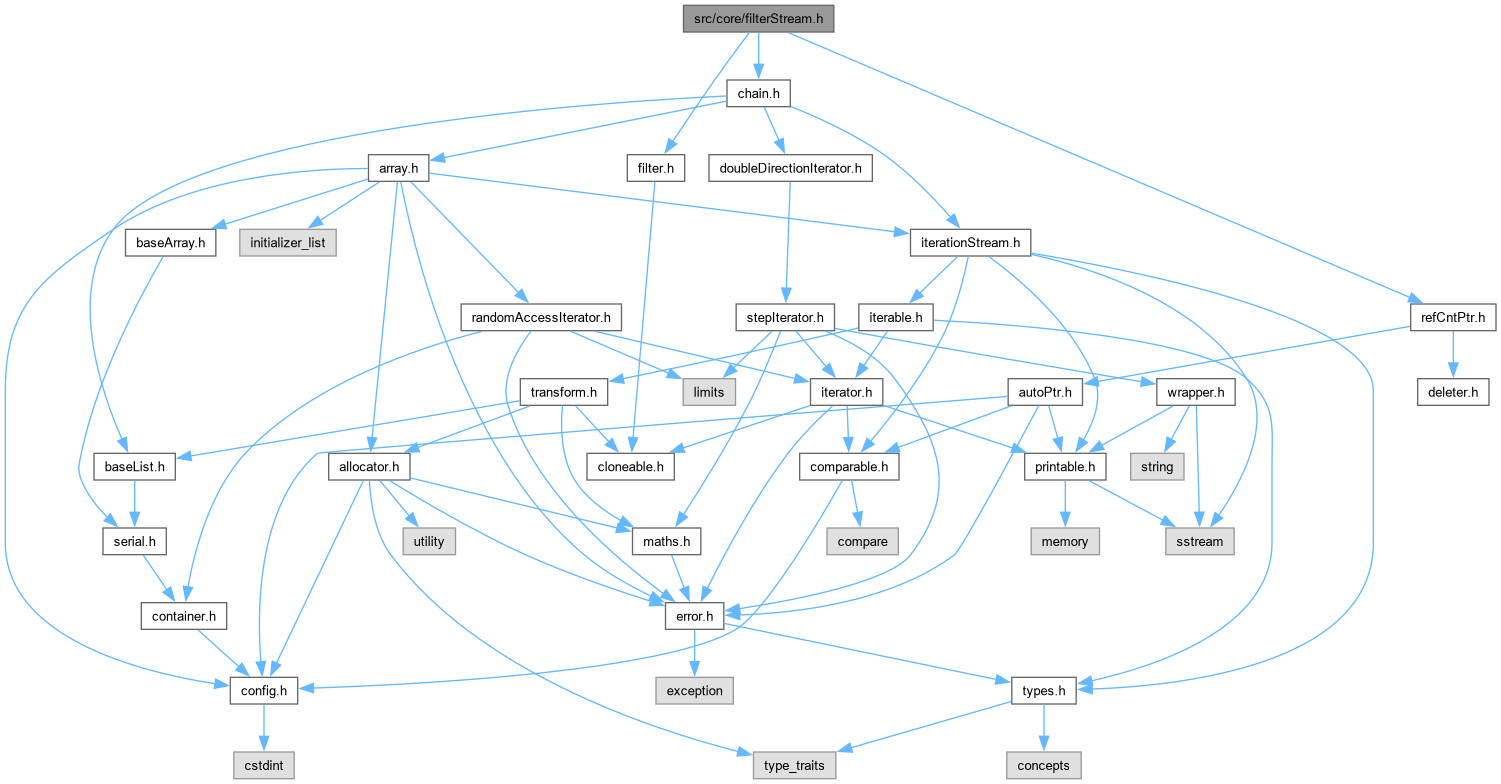 src/core/filterStream.h
chain.h
array.h
filter.h
doubleDirectionIterator.h
baseArray.h
initializer_list
iterationStream.h
randomAccessIterator.h
stepIterator.h
iterable.h
refCntPtr.h
transform.h
limits
iterator.h
autoPtr.h
wrapper.h
deleter.h
baseList.h
allocator.h
cloneable.h
comparable.h
printable.h
string
serial.h
utility
maths.h
compare
memory
sstream
container.h
error.h
config.h
exception
types.h
cstdint
type_traits
concepts